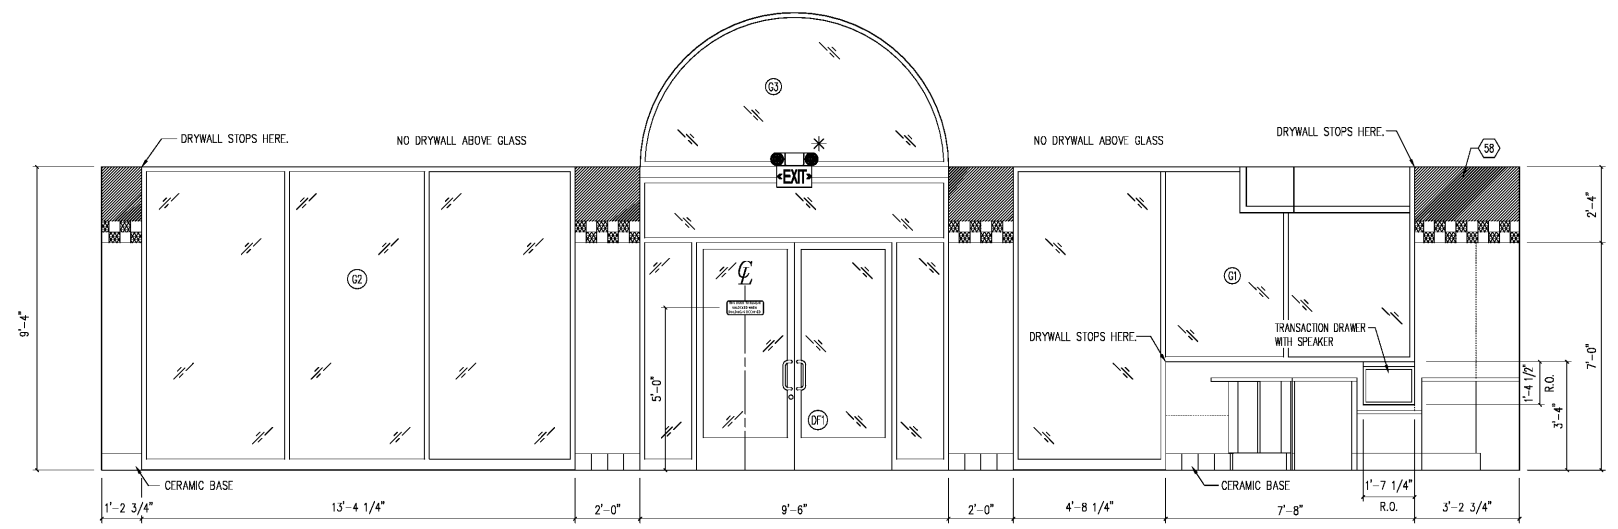 G3
DRYWALL STOPS HERE.
NO DRYWALL ABOVE GLASS
NO DRYWALL ABOVE GLASS
DRYWALL STOPS HERE.
58
EXIT
2'-4"
G2
CL
G1
9'-4"
DRYWALL STOPS HERE.
TRANSACTION DRAWER
WITH SPEAKER
7'-0"
5'-0"
1'-4 1/2"
R.O.
3'-4"
DF1
CERAMIC BASE
CERAMIC BASE
1'-2 3/4"
13'-4 1/4"
2'-0"
9'-6"
2'-0"
4'-8 1/4"
7'-8"
1'-7 1/4"
R.O.
3'-2 3/4"